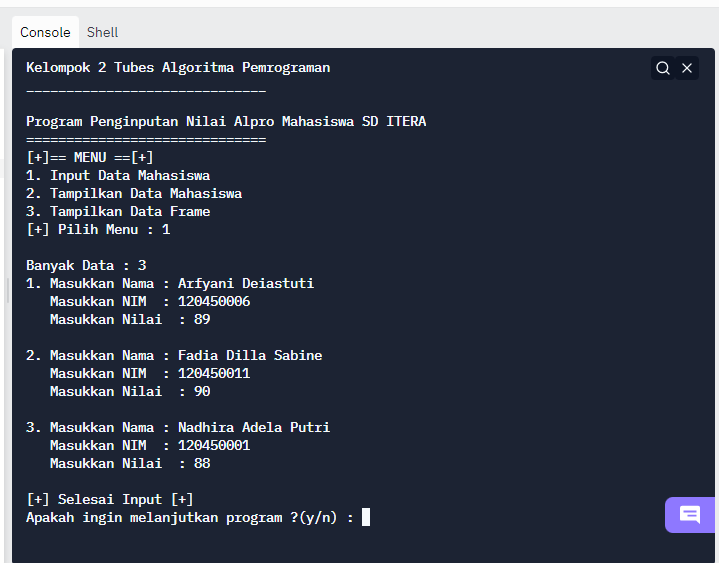 Console Shell
Kelompok 2 Tubes Algoritma Pemrograman
______________________________
Program Penginputan Nilai Alpro Mahasiswa SD ITERA
==============================
[+]== MENU ==[+]
1. Input Data Mahasiswa
2. Tampilkan Data Mahasiswa
3. Tampilkan Data Frame
[+] Pilih Menu : 1
Banyak Data : 3
1. Masukkan Nama : Arfyani Deiastuti
   Masukkan NIM  : 120450006
   Masukkan Nilai  : 89
2. Masukkan Nama : Fadia Dilla Sabine
   Masukkan NIM  : 120450011
   Masukkan Nilai  : 90
3. Masukkan Nama : Nadhira Adela Putri
   Masukkan NIM  : 120450001
   Masukkan Nilai  : 88
[+] Selesai Input [+]
Apakah ingin melanjutkan program ?(y/n) :